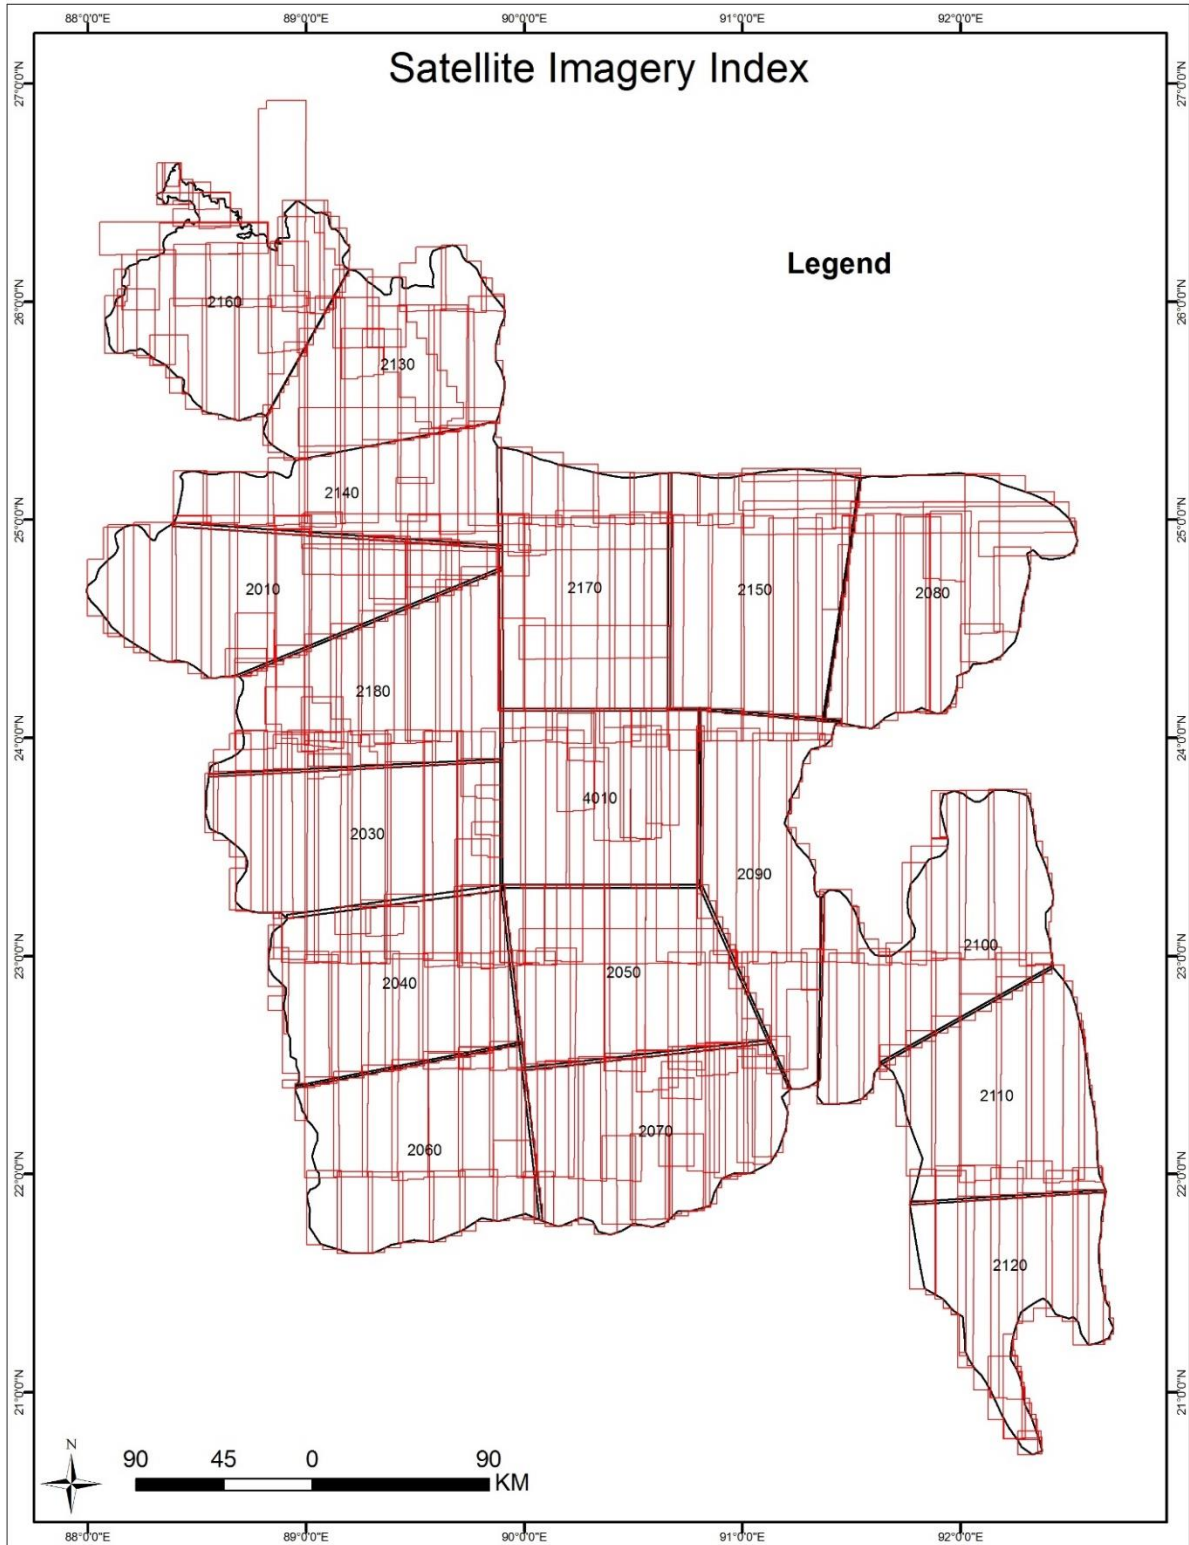 88°0'0"E 89°0'0"E 90°0'0"E 91°0'0"E 92°0'0"E
Satellite Imagery Index
27°0'0"N 27°0'0"N
Legend
2160
26°0'0"N 26°0'0"N
2130
2140
25°0'0"N 25°0'0"N
2010 2170 2150 2080
2180
24°0'0"N 24°0'0"N
4010
2030
2090
2100
23°0'0"N 23°0'0"N
2040 2050
2110
2070
2060
22°0'0"N 22°0'0"N
2120
21°0'0"N 21°0'0"N
N
90 45 0 90
KM
88°0'0"E 89°0'0"E 90°0'0"E 91°0'0"E 92°0'0"E